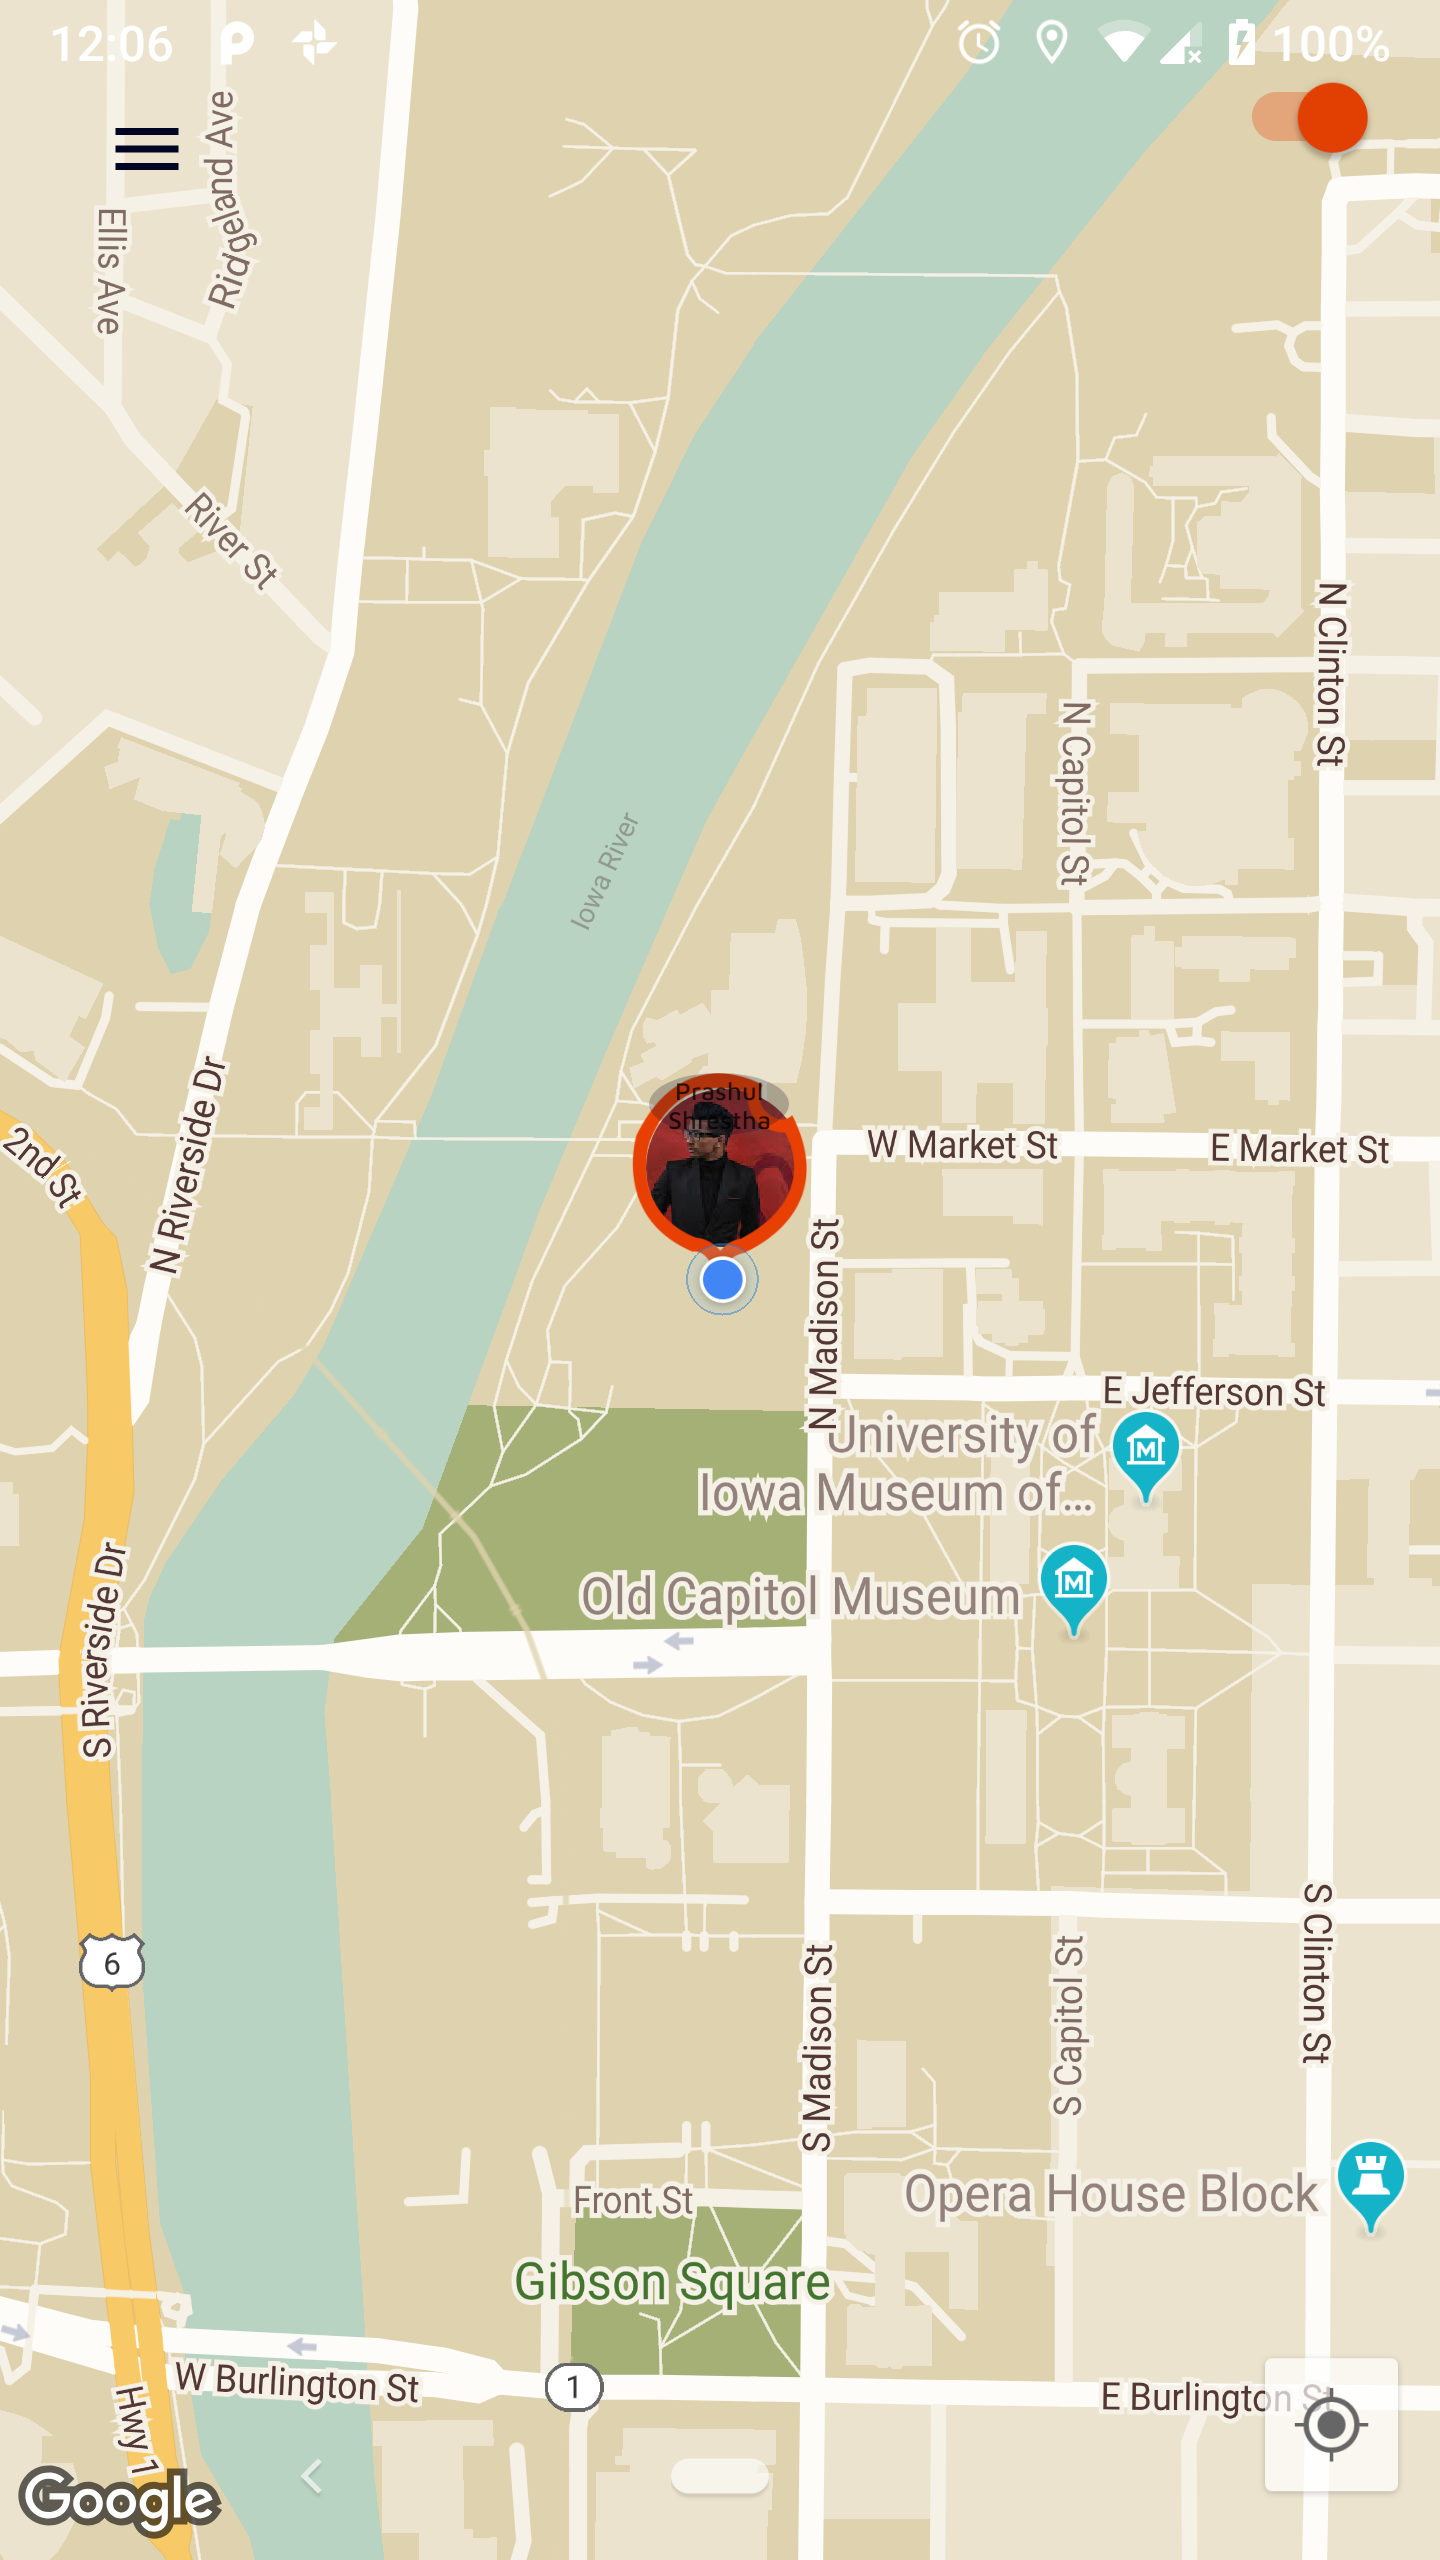 12:06
100%
Ellis Ave
Ridgeland Ave
River St
N Clinton St
N Capitol St
Iowa River
N Riverside Dr
2nd St
Prashul
Shrestha
W Market St
E Market St
N Madison St
E Jefferson St
University of
Iowa Museum of...
M
Old Capitol Museum
M
S Riverside Dr
6
S Madison St
S Capitol St
S Clinton St
Front St
Opera House Block
Gibson Square
W Burlington St
1
E Burlington St
Hwy 1
Google